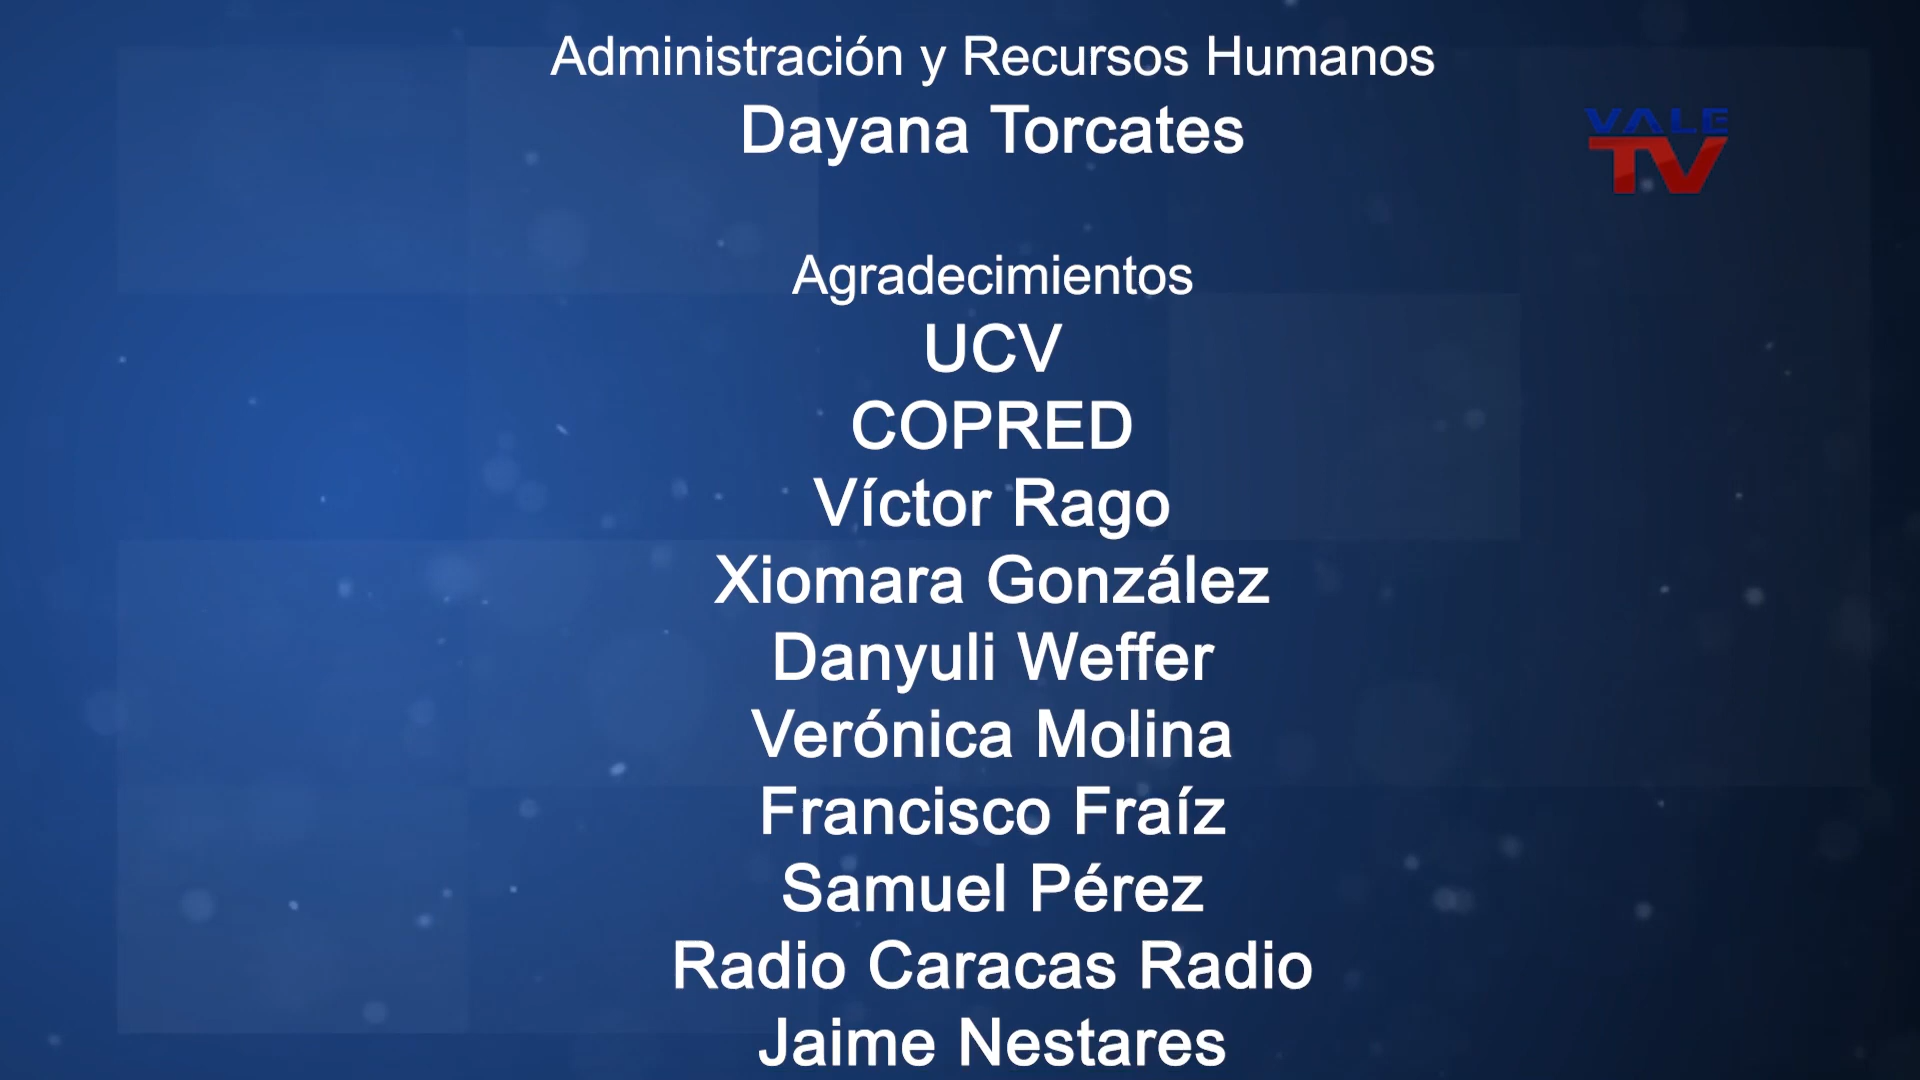 Administración y Recursos Humanos
Dayana Torcates
VALE
TV
Agradecimientos
UCV
COPRED
Víctor Rago
Xiomara González
Danyuli Weffer
Verónica Molina
Francisco Fraíz
Samuel Pérez
Radio Caracas Radio
Jaime Nestares